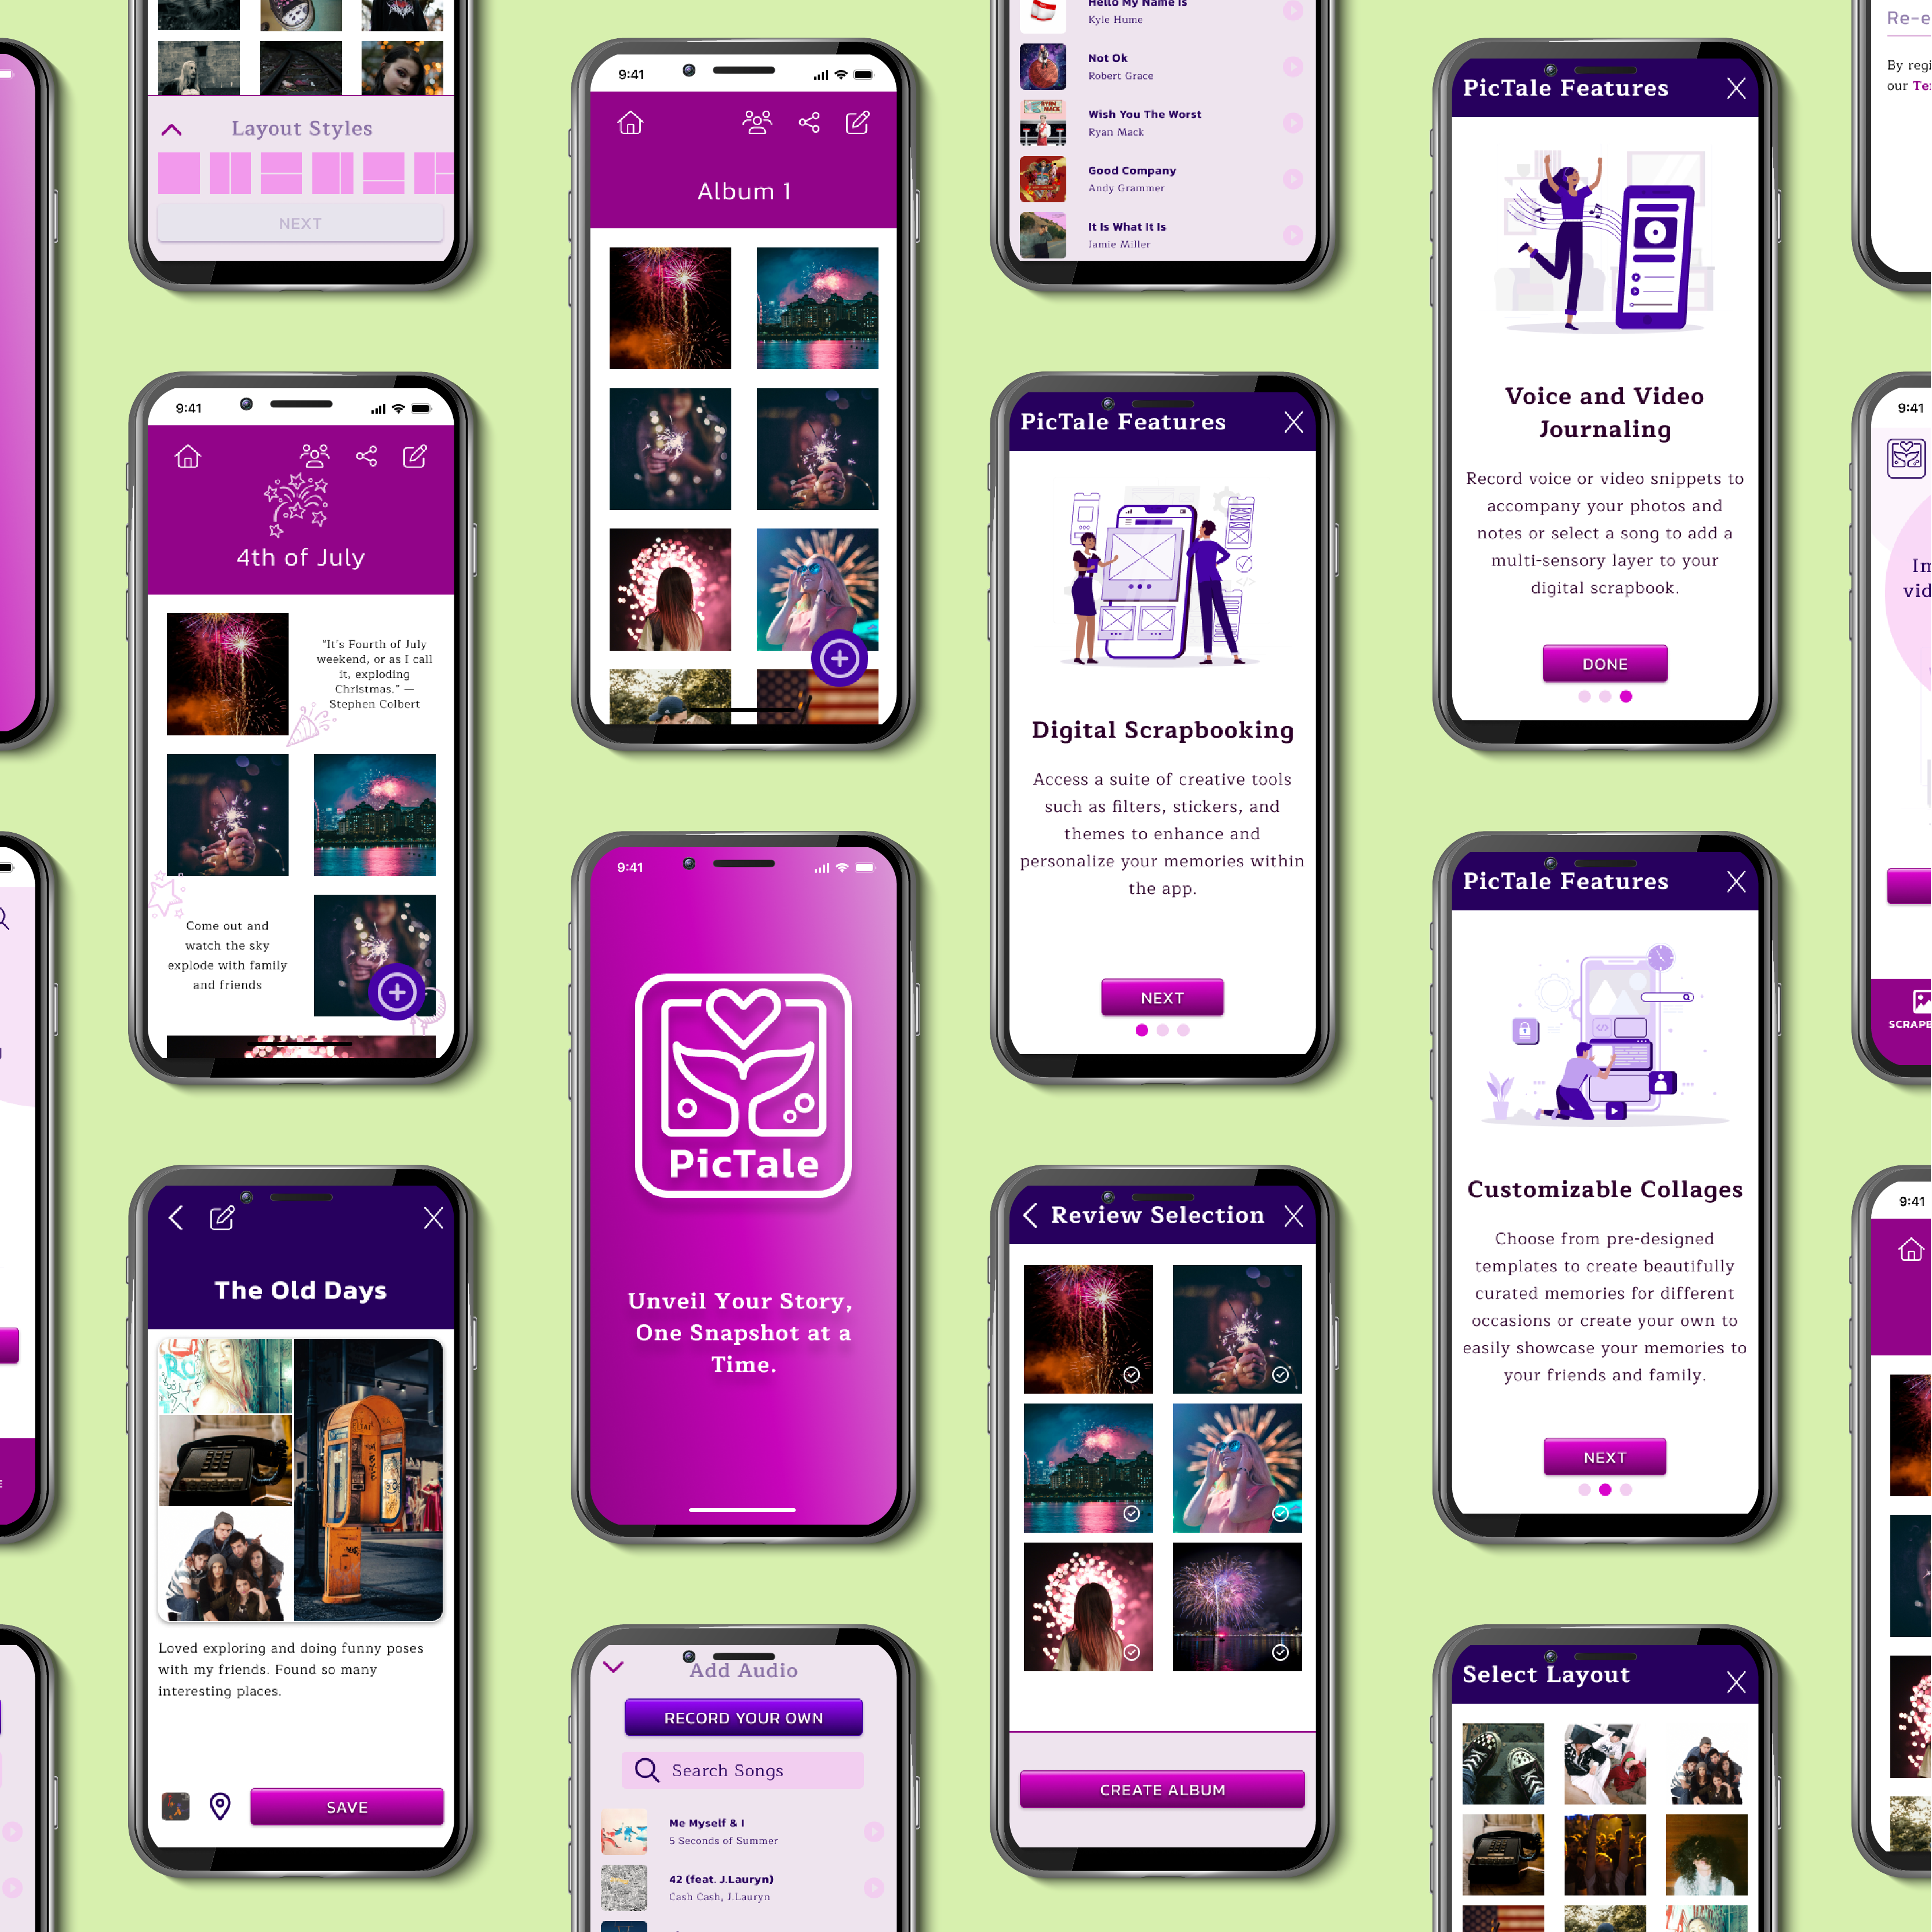 Layout Styles
NEXT
9:41
4th of July
"It's Fourth of July
weekend, or as I call
it, exploding
Christmas." —
Stephen Colbert
Come out and
watch the sky
explode with family
and friends
The Old Days
Loved exploring and doing funny poses
with my friends. Found so many
interesting places.
SAVE
9:41
Album 1
9:41
PicTale
Unveil Your Story,
One Snapshot at a
Time.
Add Audio
RECORD YOUR OWN
Search Songs
Me Myself & I
5 Seconds of Summer
42 (feat. J.Lauryn)
Cash Cash, J.Lauryn
Hello My Name Is
Kyle Hume
Not Ok
Robert Grace
Wish You The Worst
Ryan Mack
Good Company
Andy Grammer
It Is What It Is
Jamie Miller
PicTale Features
Digital Scrapbooking
Access a suite of creative tools
such as filters, stickers, and
themes to enhance and
personalize your memories within
the app.
NEXT
Review Selection
CREATE ALBUM
PicTale Features
Voice and Video
Journaling
Record voice or video snippets to
accompany your photos and
notes or select a song to add a
multi-sensory layer to your
digital scrapbook.
DONE
PicTale Features
Customizable Collages
Choose from pre-designed
templates to create beautifully
curated memories for different
occasions or create your own to
easily showcase your memories to
your friends and family.
NEXT
Select Layout
Re-e
By regi
our Te
9:41
In
vid
SCRAPB
9:41